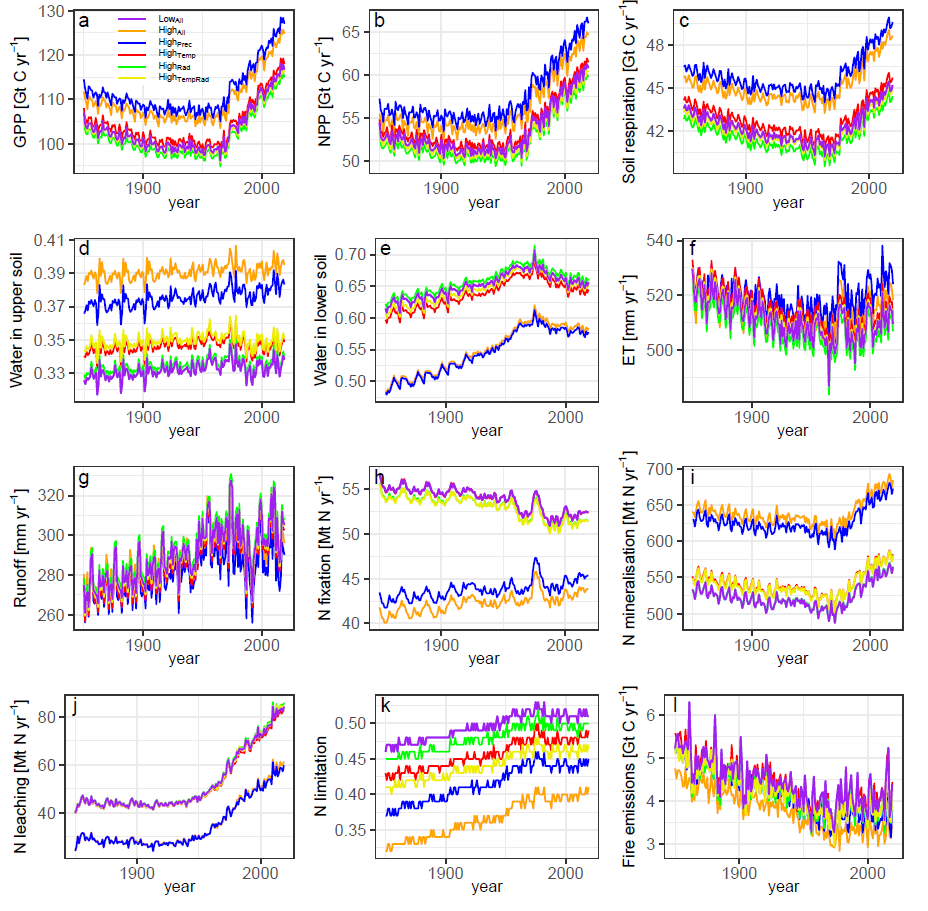 a
Low_All
High_All
High_Prec
High_Temp
High_Rad
High_TempRad
GPP [Gt C yr⁻¹]
130
120
110
100
1900
2000
year
b
NPP [Gt C yr⁻¹]
65
60
55
50
1900
2000
year
c
Soil respiration [Gt C yr⁻¹]
48
45
42
1900
2000
year
d
Water in upper soil
0.41
0.39
0.37
0.35
0.33
1900
2000
year
e
Water in lower soil
0.70
0.65
0.60
0.55
0.50
1900
2000
year
f
ET [mm yr⁻¹]
540
520
500
1900
2000
year
g
Runoff [mm yr⁻¹]
320
300
280
260
1900
2000
year
h
N fixation [Mt N yr⁻¹]
55
50
45
40
1900
2000
year
i
N mineralisation [Mt N yr⁻¹]
700
650
600
550
500
1900
2000
year
j
N leaching [Mt N yr⁻¹]
80
60
40
1900
2000
year
k
N limitation
0.50
0.45
0.40
0.35
1900
2000
year
l
Fire emissions [Gt C yr⁻¹]
6
5
4
3
1900
2000
year